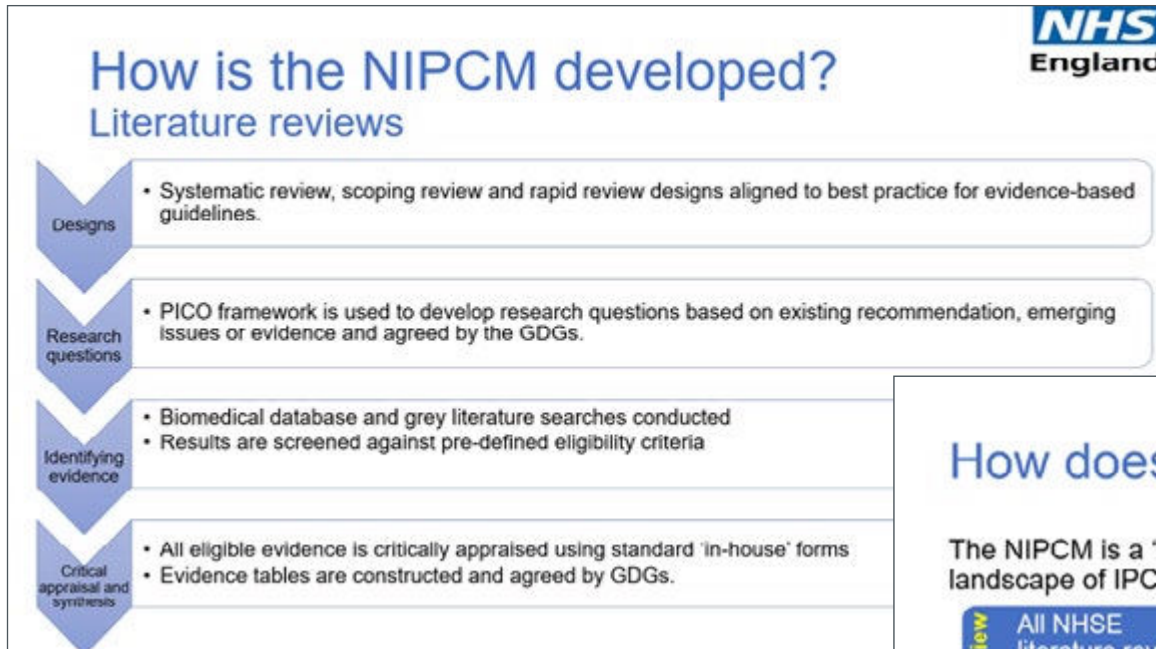 NHS
England
How is the NIPCM developed?
Literature reviews
Designs
• Systematic review, scoping review and rapid review designs aligned to best practice for evidence-based
guidelines.
Research
questions
• PICO framework is used to develop research questions based on existing recommendation, emerging
issues or evidence and agreed by the GDGs.
Identifying
evidence
• Biomedical database and grey literature searches conducted
• Results are screened against pre-defined eligibility criteria
Critical
appraisal and
synthesis
• All eligible evidence is critically appraised using standard 'in-house' forms
• Evidence tables are constructed and agreed by GDGs.
How does
The NIPCM is a
landscape of IPC
All NHSE